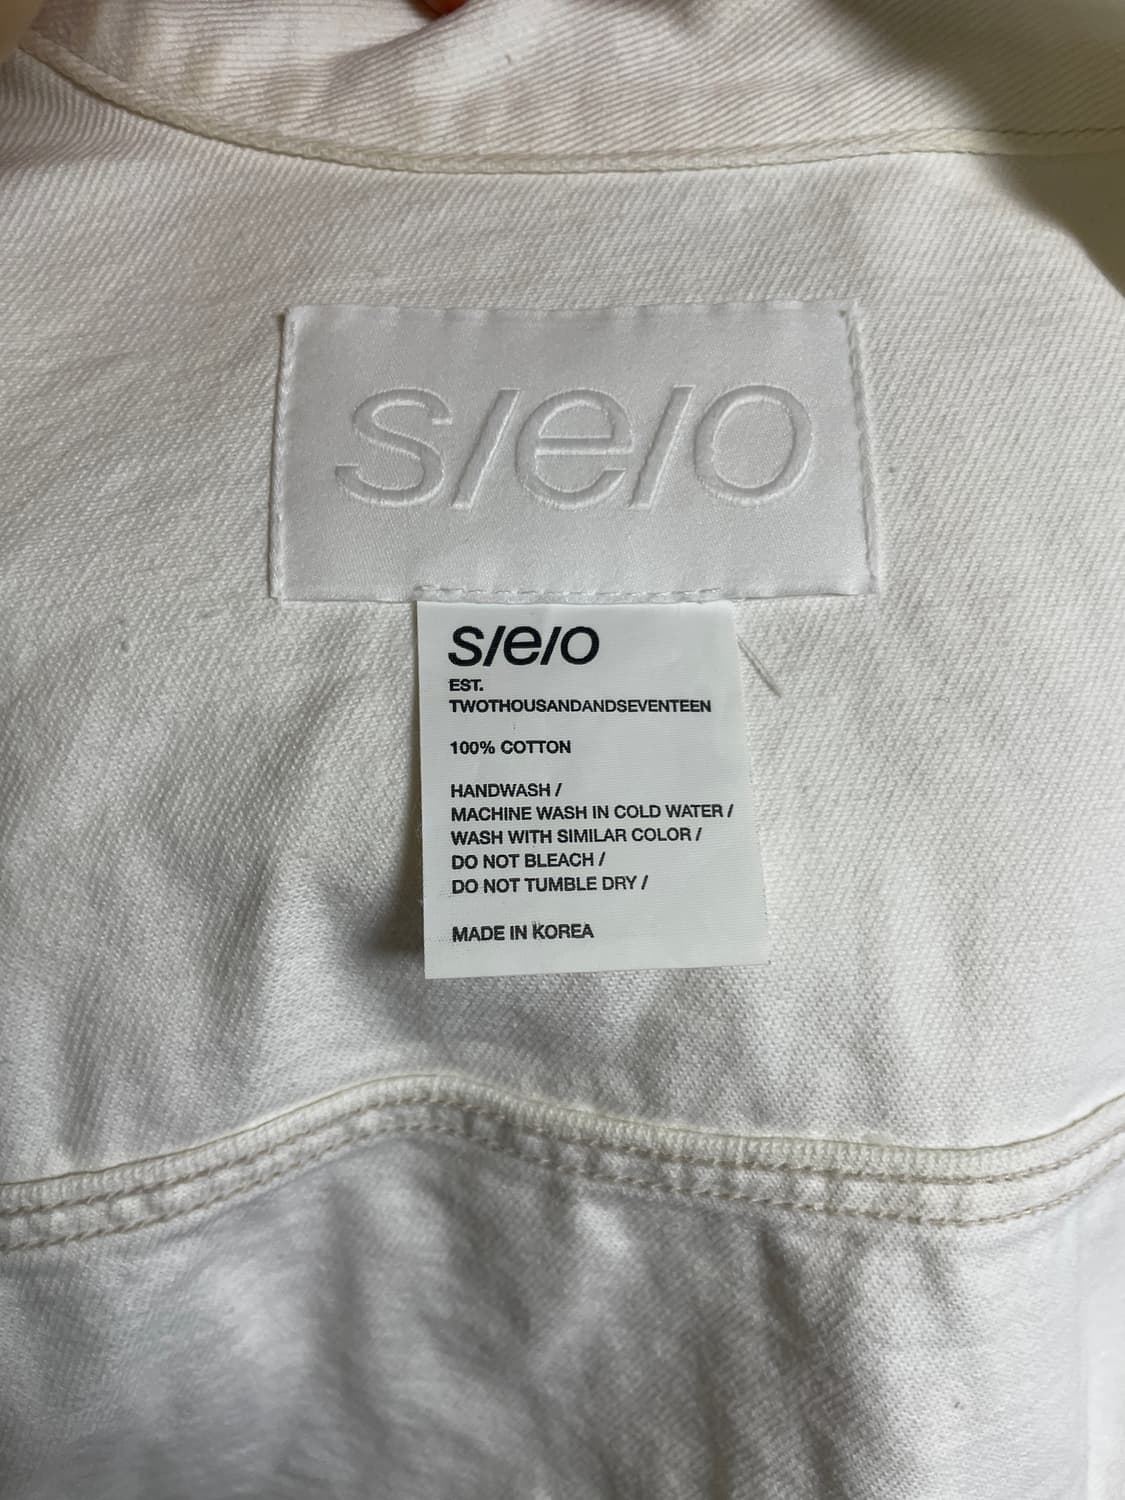 s/e/o
s/e/o
EST.
TWOTHOUSANDANDSEVENTEEN
100% COTTON
HANDWASH /
MACHINE WASH IN COLD WATER /
WASH WITH SIMILAR COLOR /
DO NOT BLEACH /
DO NOT TUMBLE DRY /
MADE IN KOREA